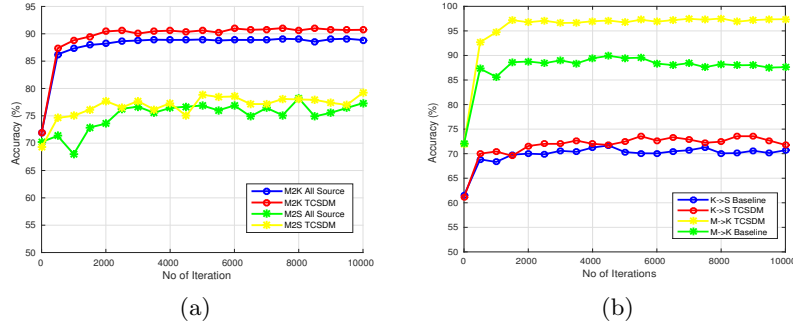 95
90
85
80
75
70
65
60
55
50
Accuracy (%)
0 2000 4000 6000 8000 10000
No of Iteration
M2K All Source
M2K TCSDM
M2S All Source
M2S TCSDM
(a)
100
95
90
85
80
75
70
65
60
55
50
Accuracy (%)
0 2000 4000 6000 8000 10000
No of Iterations
K->S Baseline
K->S TCSDM
M->K TCSDM
M->K Baseline
(b)